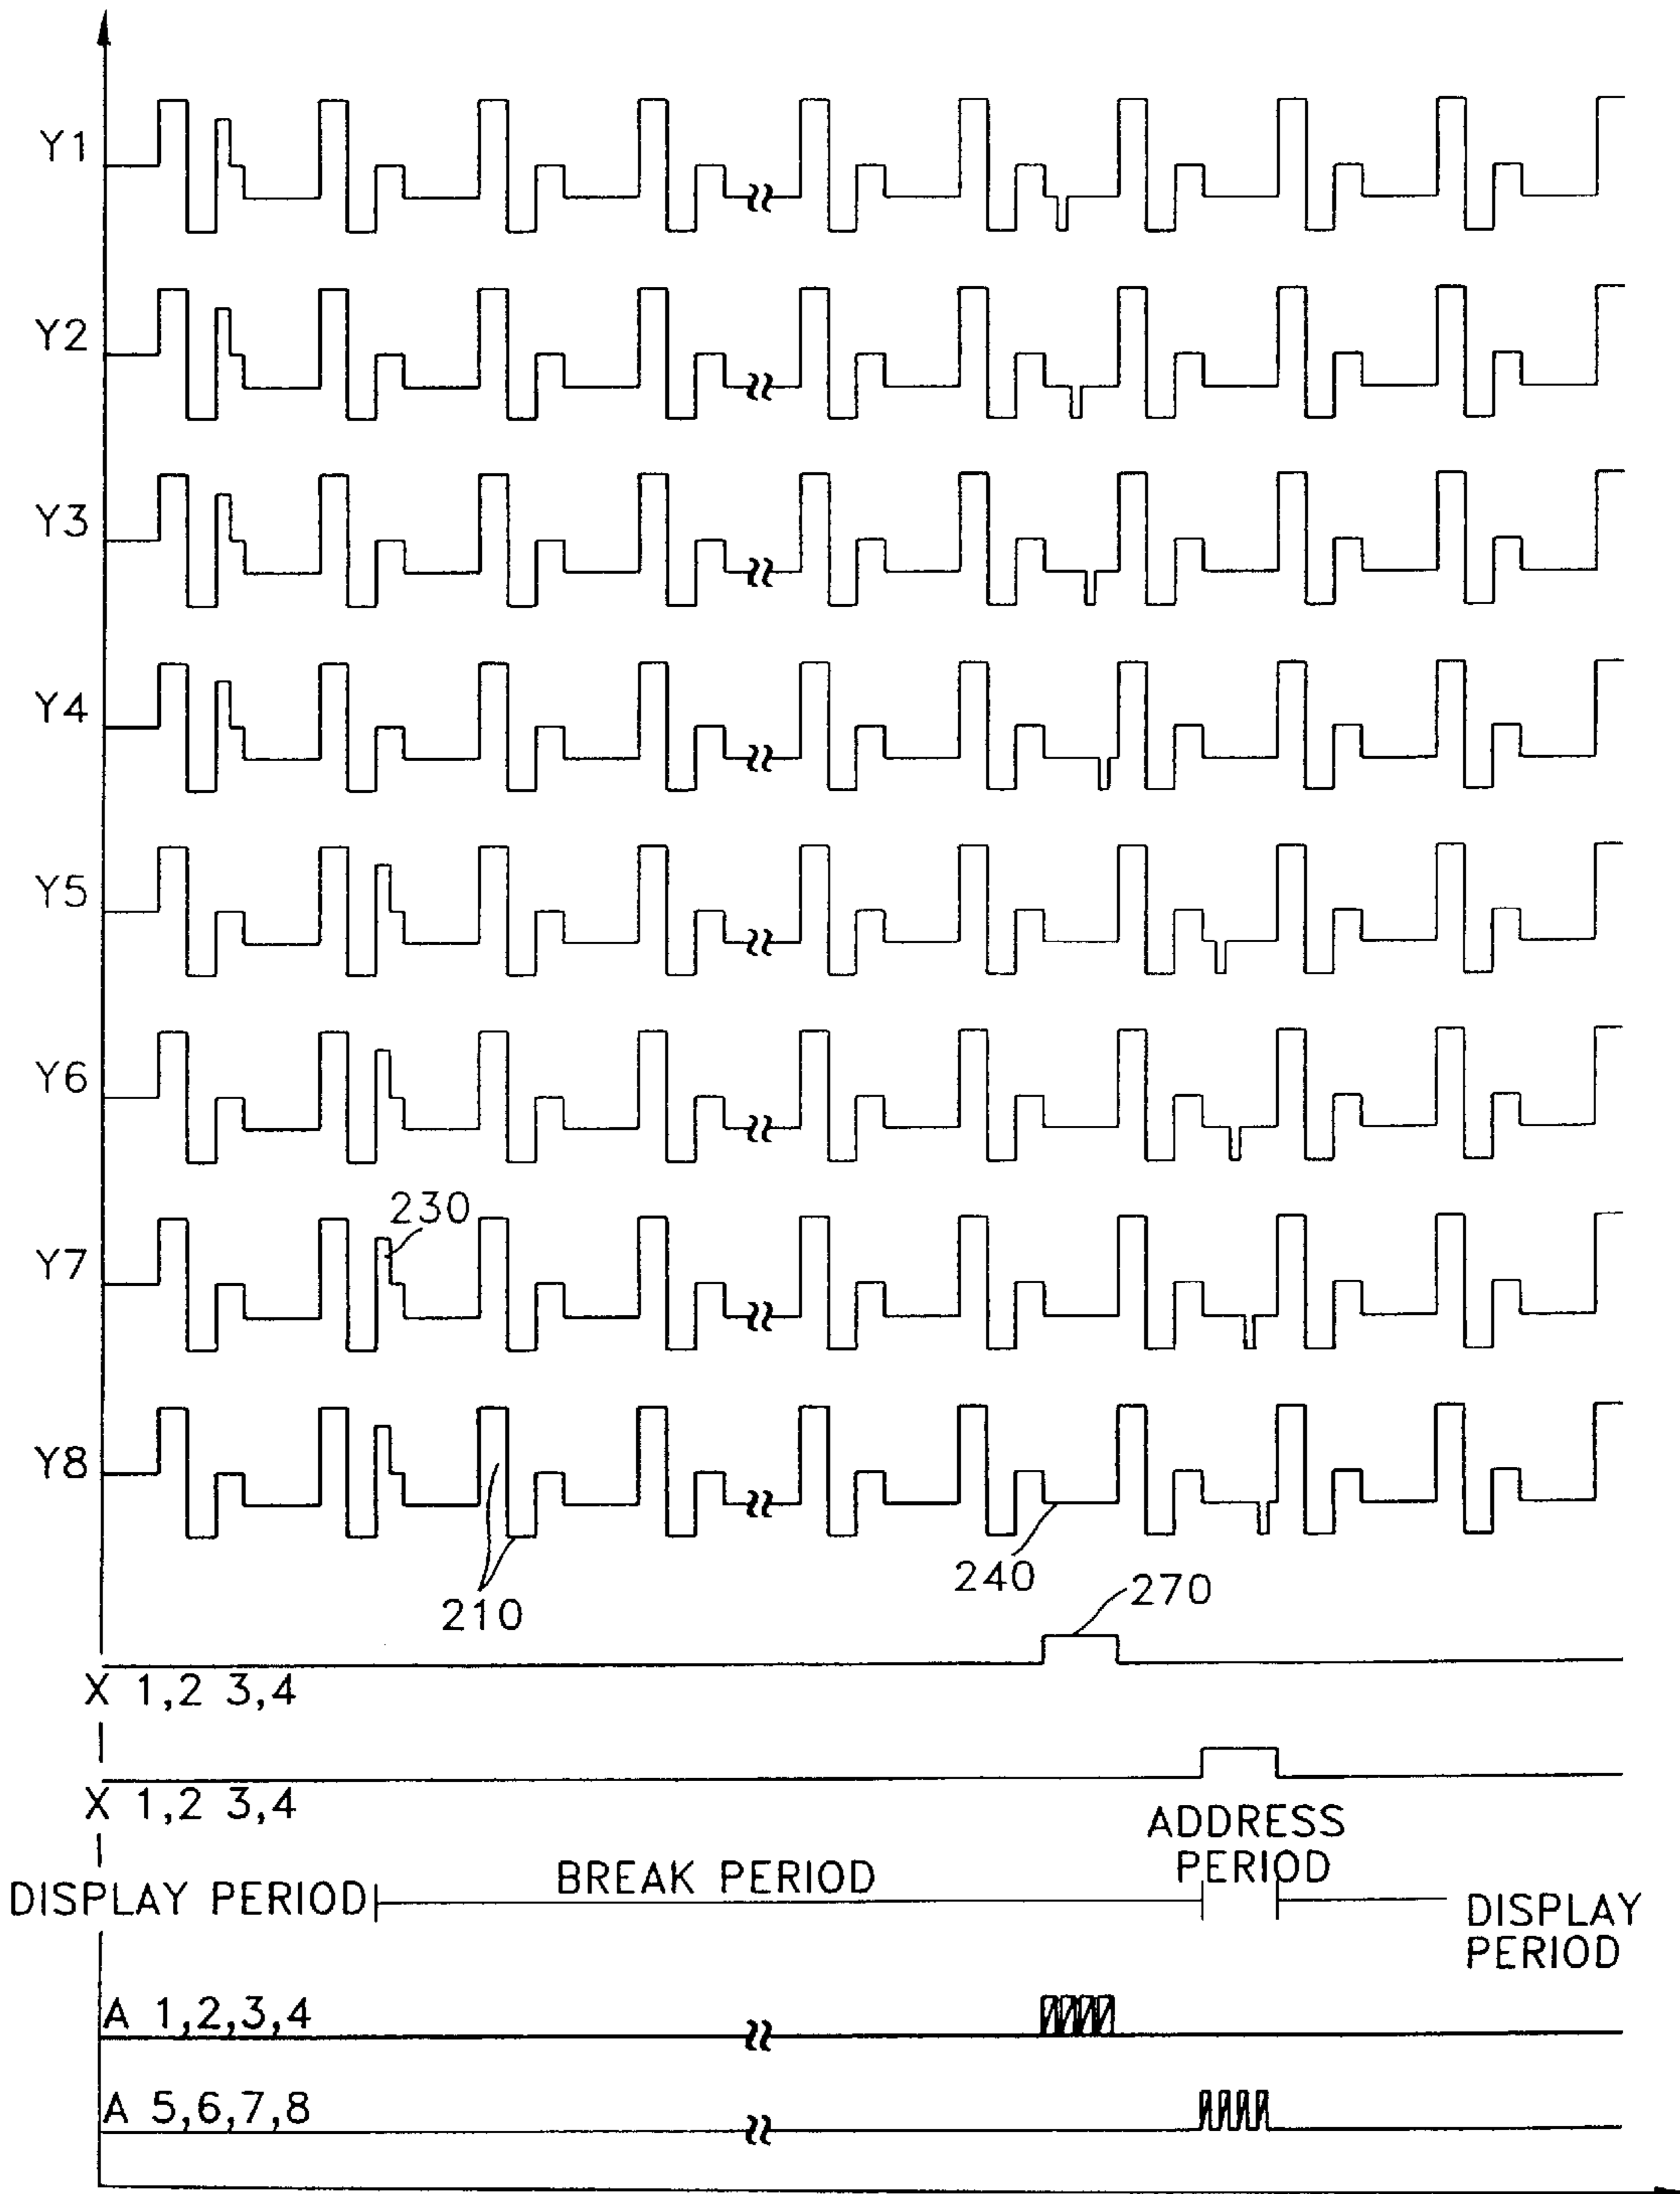 Y1
Y2
Y3
Y4
Y5
Y6
230
Y7
Y8
240
270
210
X 1,2 3,4
X 1,2 3,4
ADDRESS
PERIOD
BREAK PERIOD
DISPLAY PERIOD
DISPLAY
PERIOD
A 1,2,3,4
A 5,6,7,8